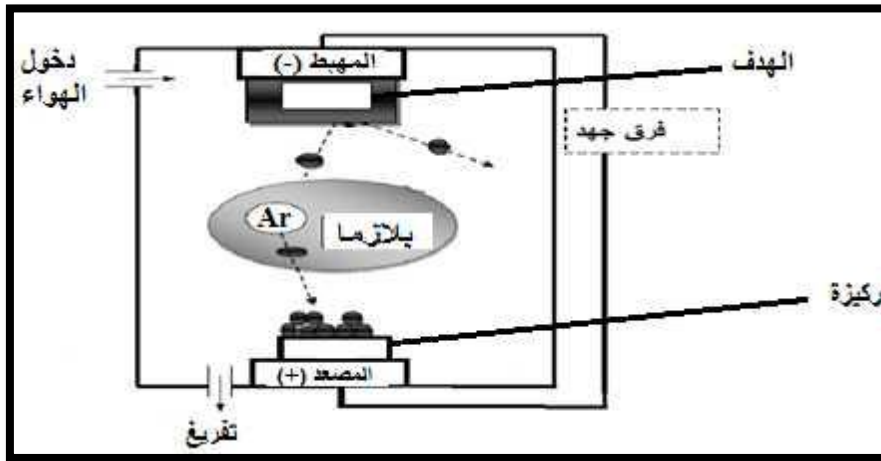 دخول
الهواء
المهبط (-)
الهدف
فرق جهد
Ar
بلازما
ركيزة
المصعد (+)
تفريغ